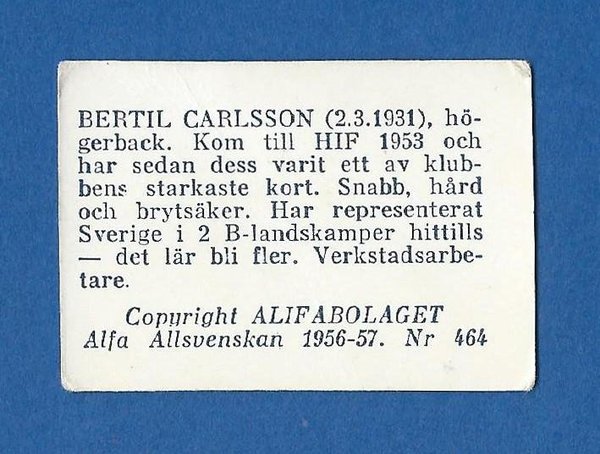 BERTIL CARLSSON (2.3.1931), hö-
gerback. Kom till HIF 1953 och
har sedan dess varit ett av klub-
bens starkaste kort. Snabb, hård
och brytsäker. Har representerat
Sverige i 2 B-landskamper hittills
— det lär bli fler. Verkstadsarbe-
tare.
Copyright ALIFABOLAGET
Alfa Allsvenskan 1956-57. Nr 464